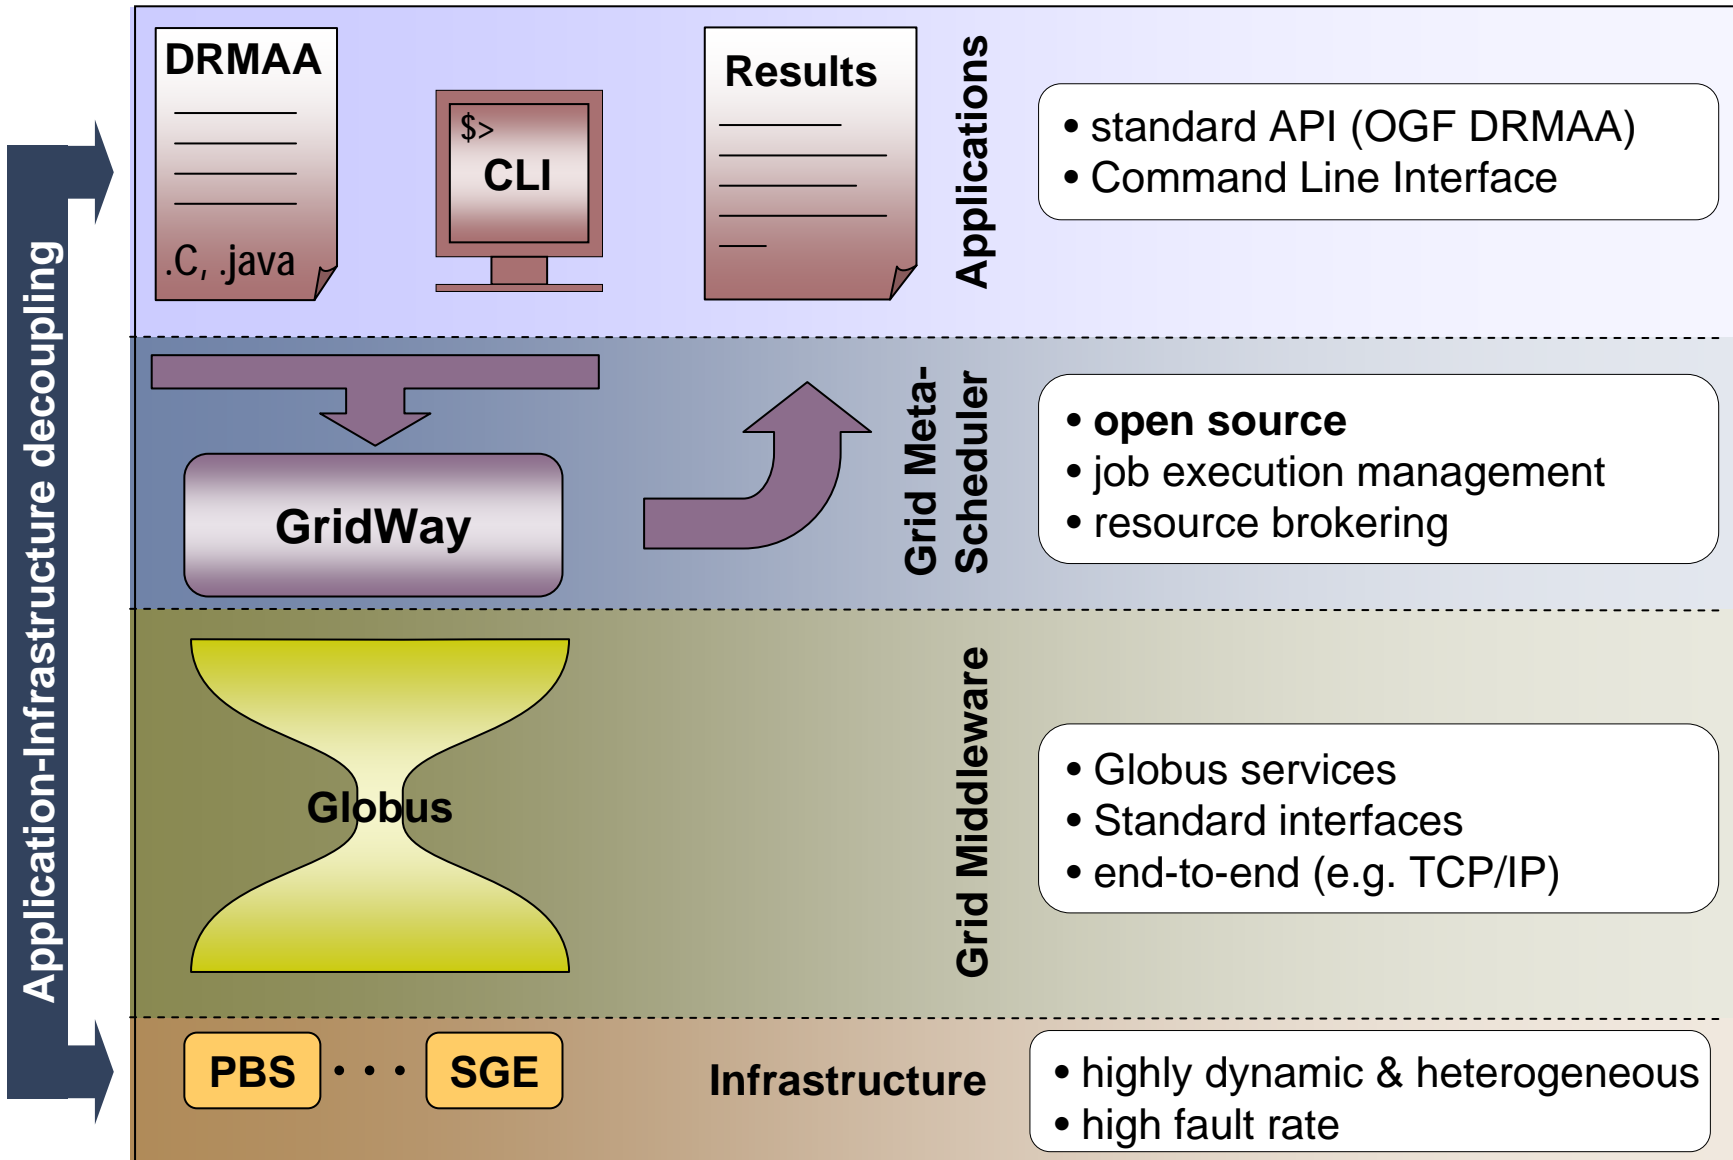 Application-Infrastructure decoupling
DRMAA
.C, .java
$>
CLI
Results
Applications
• standard API (OGF DRMAA)
• Command Line Interface
GridWay
Grid Meta-
Scheduler
• open source
• job execution management
• resource brokering
Globus
Grid Middleware
• Globus services
• Standard interfaces
• end-to-end (e.g. TCP/IP)
PBS
· · ·
SGE
Infrastructure
• highly dynamic & heterogeneous
• high fault rate